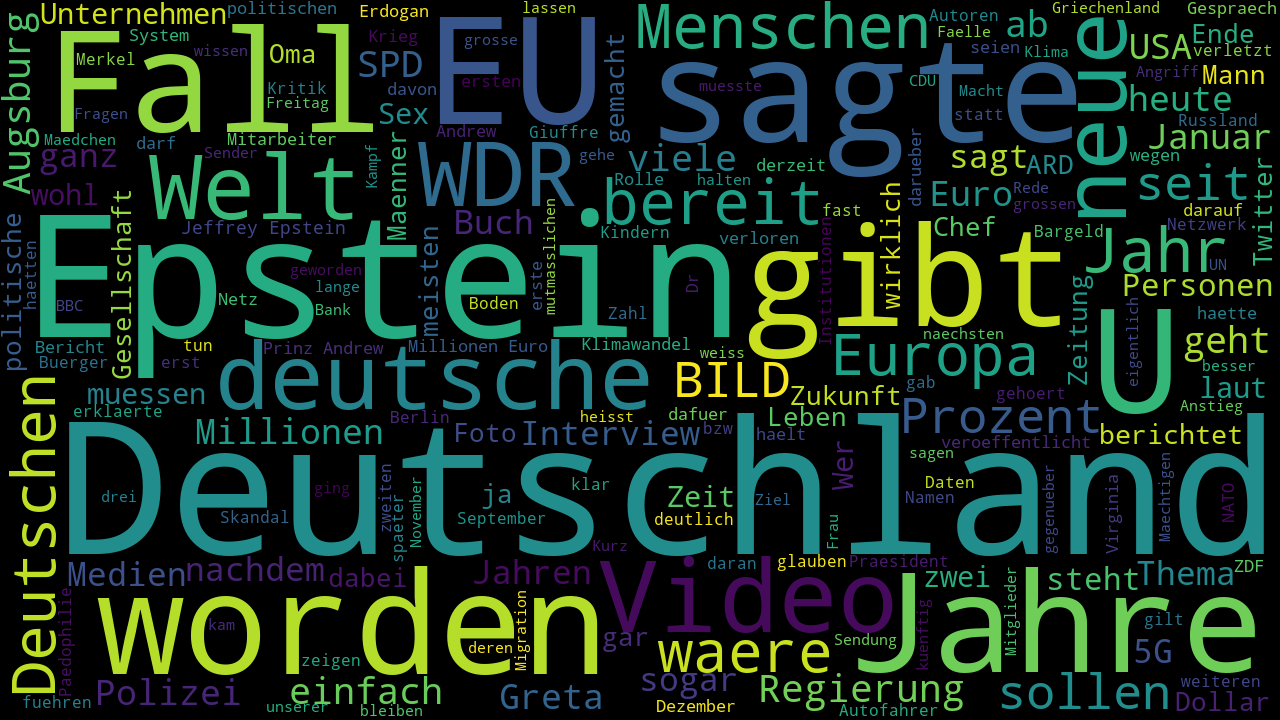 Unternehmen
politischen
Erdogan
lassen
Menschen
Autoren
Griechenland
Gespraech
Augsburg
Fall
System
wissen
Oma
Krieg
SPD
EU
grosse
sagte
Faelle
ab
seien
Klima
neue
USA
Ende
verletzt
Merkel
Kritik
Freitag
davon
ersten
gemacht
muesste
CDU
Macht
statt
Angriff
Mann
heute
Russland
Fragen
Sex
Maedchen
darf
Mitarbeiter
Andrew
Giuffre
Januar
ganz
Sender
Kampf
Maenner
WDR
gehe
viele
derzeit
darueber
sagt
ARD
wegen
Twitter
wohl
Welt
Rolle
halten
bereit
Euro
Rede
grossen
seit
politische
haetten
Gesellschaft
Jeffrey Epstein
Buch
mutmasslichen
Kindern
verloren
fast
wirklich
Chef
Bargeld
darauf
Netzwerk
Jahr
UN
Epstein
geworden
lange
Netz
Bank
meisten
Boden
erste
Zahl
Dr
Institutionen
gibt
Zeitung
Personen
BBC
Bericht
Buerger
tun
erst
Prinz Andrew
Millionen Euro
Klimawandel
weiss
naechsten
Europa
U
eigentlich
haette
geht
besser
muessen
deutsche
BILD
Zukunft
gab
gehoert
laut
Anstieg
Deutschen
erklaerte
Berlin
heisst
dafuer
Leben
Prozent
Millionen
Foto
Interview
bzw
haelt
Wer
veroeffentlicht
berichtet
Deutschland
drei
ging
Skandal
zweiten
spaeter
November
ja
September
klar
Zeit
deutlich
Ziel
Frau
sagen
Daten
Namen
gegenueber
Virginia
Maechtigen
NATO
Kurz
Medien
nachdem
dabei
Jahren
daran
glauben
Praesident
zwei
steht
Thema
ZDF
Paedophilie
worden
kam
deren
Migration
Video
Jahre
Mitglieder
gilt
zeigen
gar
waere
Sendung
kuenftig
5G
fuehren
Polizei
einfach
unserer
bleiben
Greta
sogar
Dezember
Regierung
Autofahrer
sollen
weiteren
Dollar